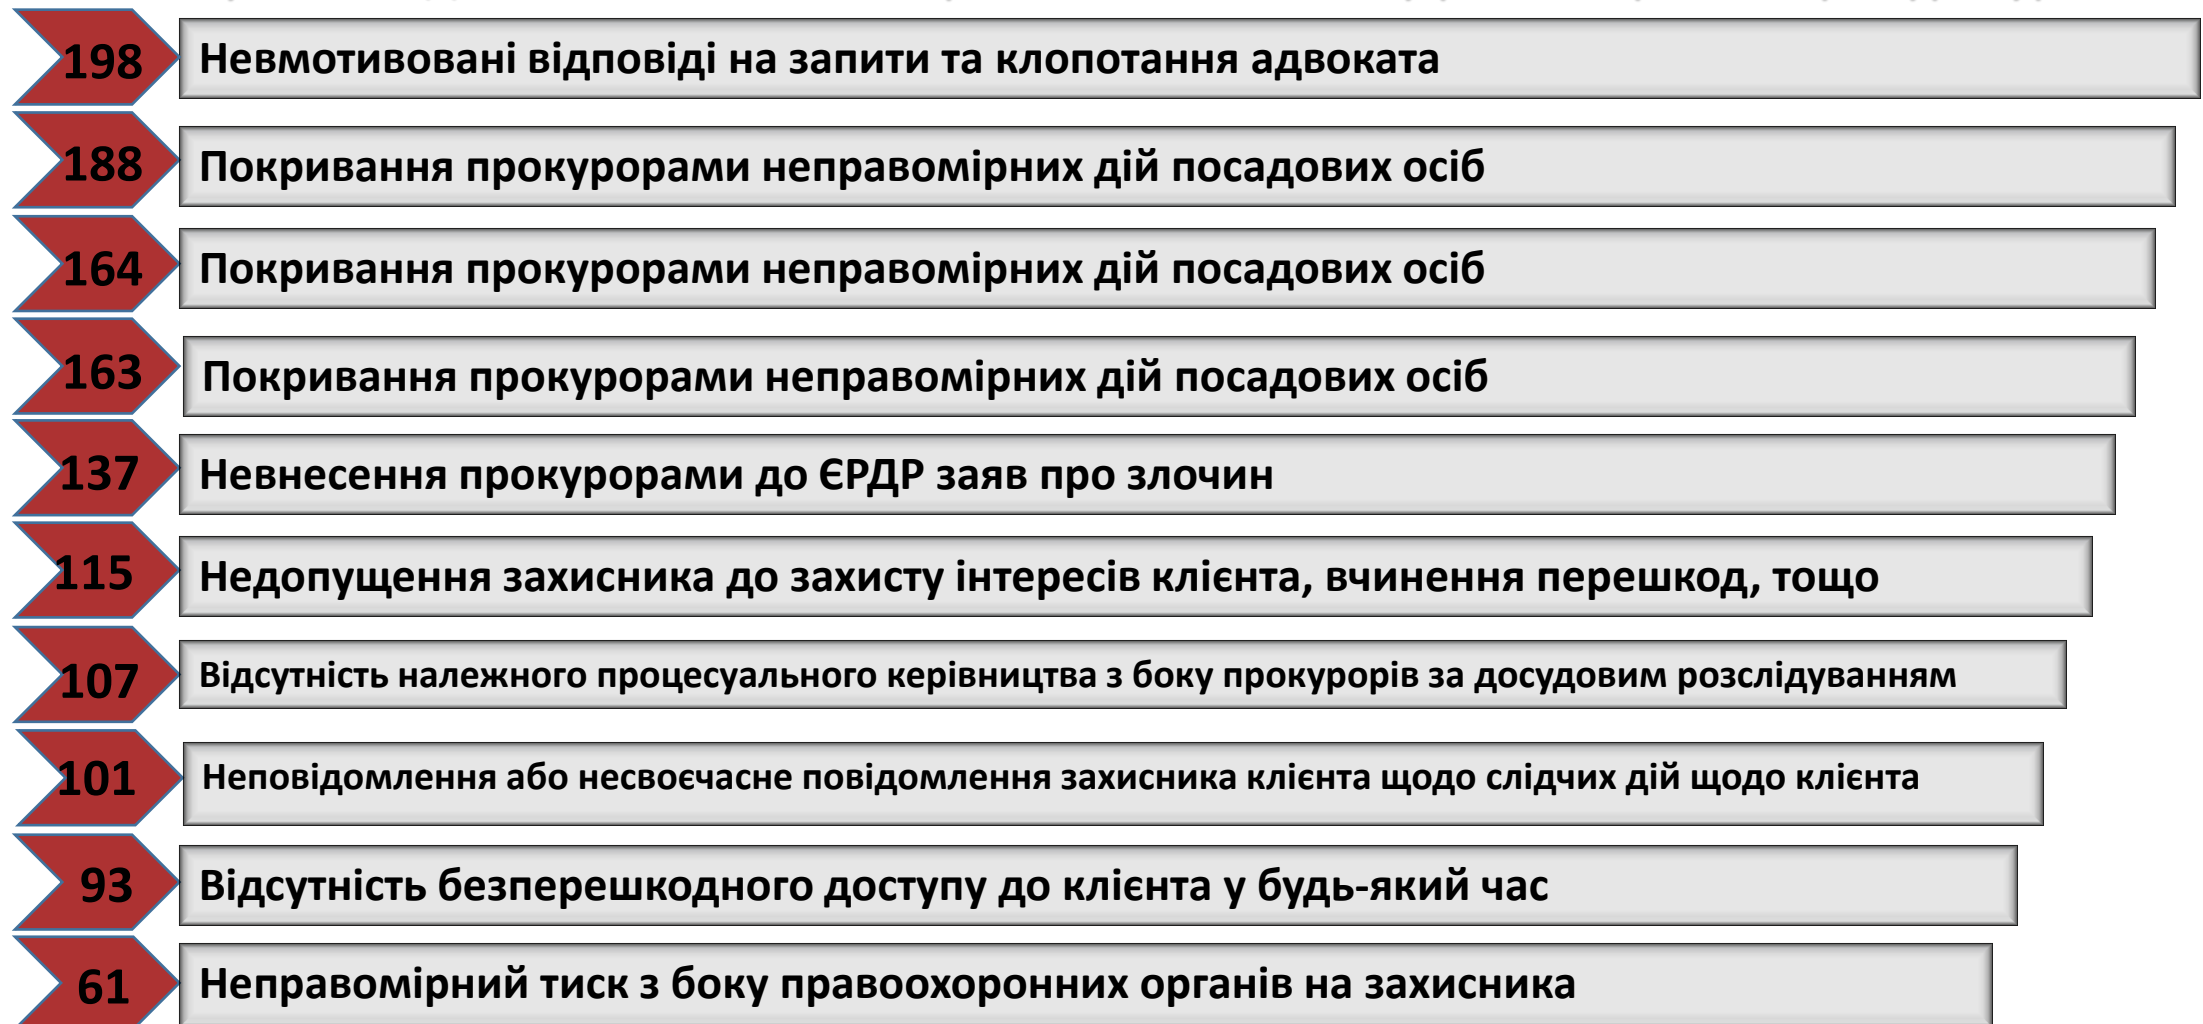 198 Невмотивовані відповіді на запити та клопотання адвоката
188 Покривання прокурорами неправомірних дій посадових осіб
164 Покривання прокурорами неправомірних дій посадових осіб
163 Покривання прокурорами неправомірних дій посадових осіб
137 Невнесення прокурорами до ЄРДР заяв про злочин
115 Недопущення захисника до захисту інтересів клієнта, вчинення перешкод, тощо
107 Відсутність належного процесуального керівництва з боку прокурорів за досудовим розслідуванням
101 Неповідомлення або несвоєчасне повідомлення захисника клієнта щодо слідчих дій щодо клієнта
93 Відсутність безперешкодного доступу до клієнта у будь-який час
61 Неправомірний тиск з боку правоохоронних органів на захисника